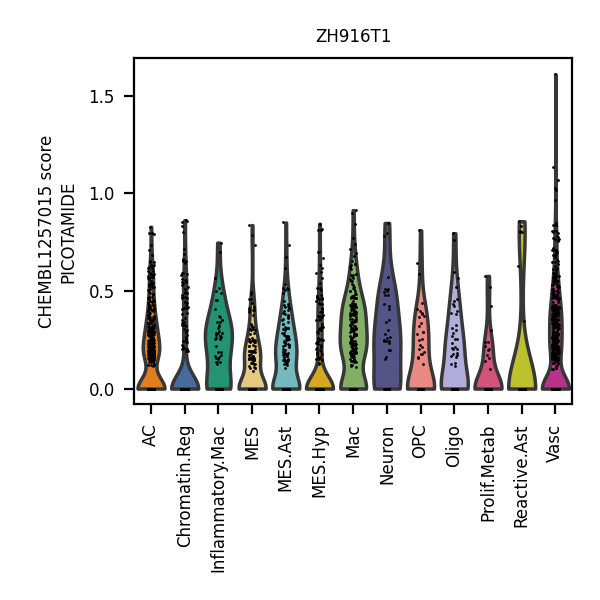 ZH916T1
CHEMBL1257015 score
PICOTAMIDE
1.5
1.0
0.5
0.0
AC
Chromatin.Reg
Inflammatory.Mac
MES
MES.Ast
MES.Hyp
Mac
Neuron
OPC
Oligo
Prolif.Metab
Reactive.Ast
Vasc